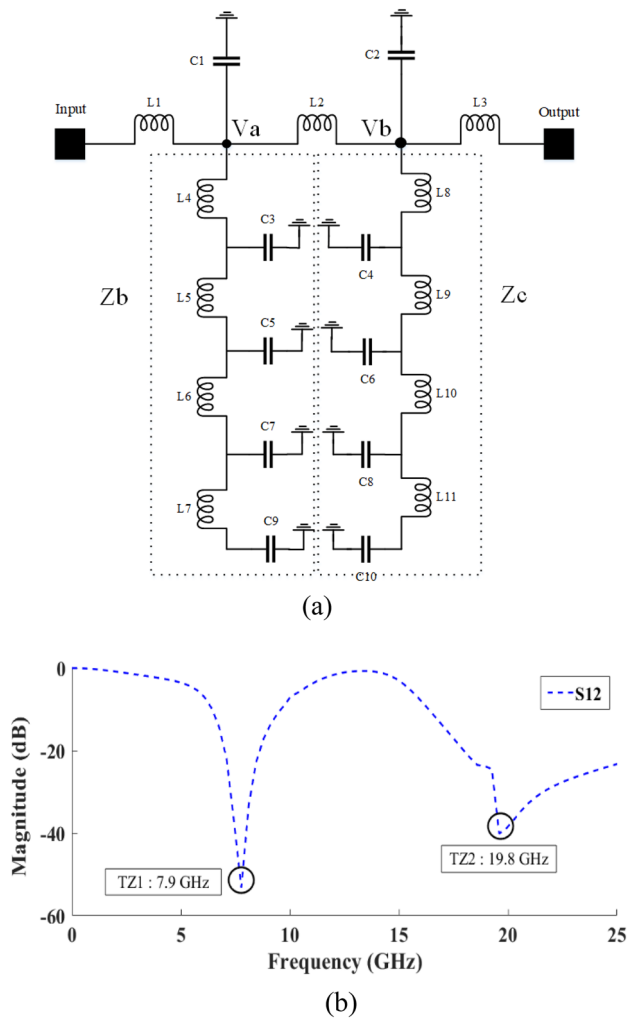 C1
C2
Input
L1
L2
L3
Output
Va
Vb
L4
L8
C3
C4
Zb
Zc
L5
L9
C5
C6
L6
L10
C7
C8
L7
L11
C9
C10
(a)
0
-20
-40
-60
Magnitude (dB)
S12
TZ1 : 7.9 GHz
TZ2 : 19.8 GHz
0
5
10
15
20
25
Frequency (GHz)
(b)